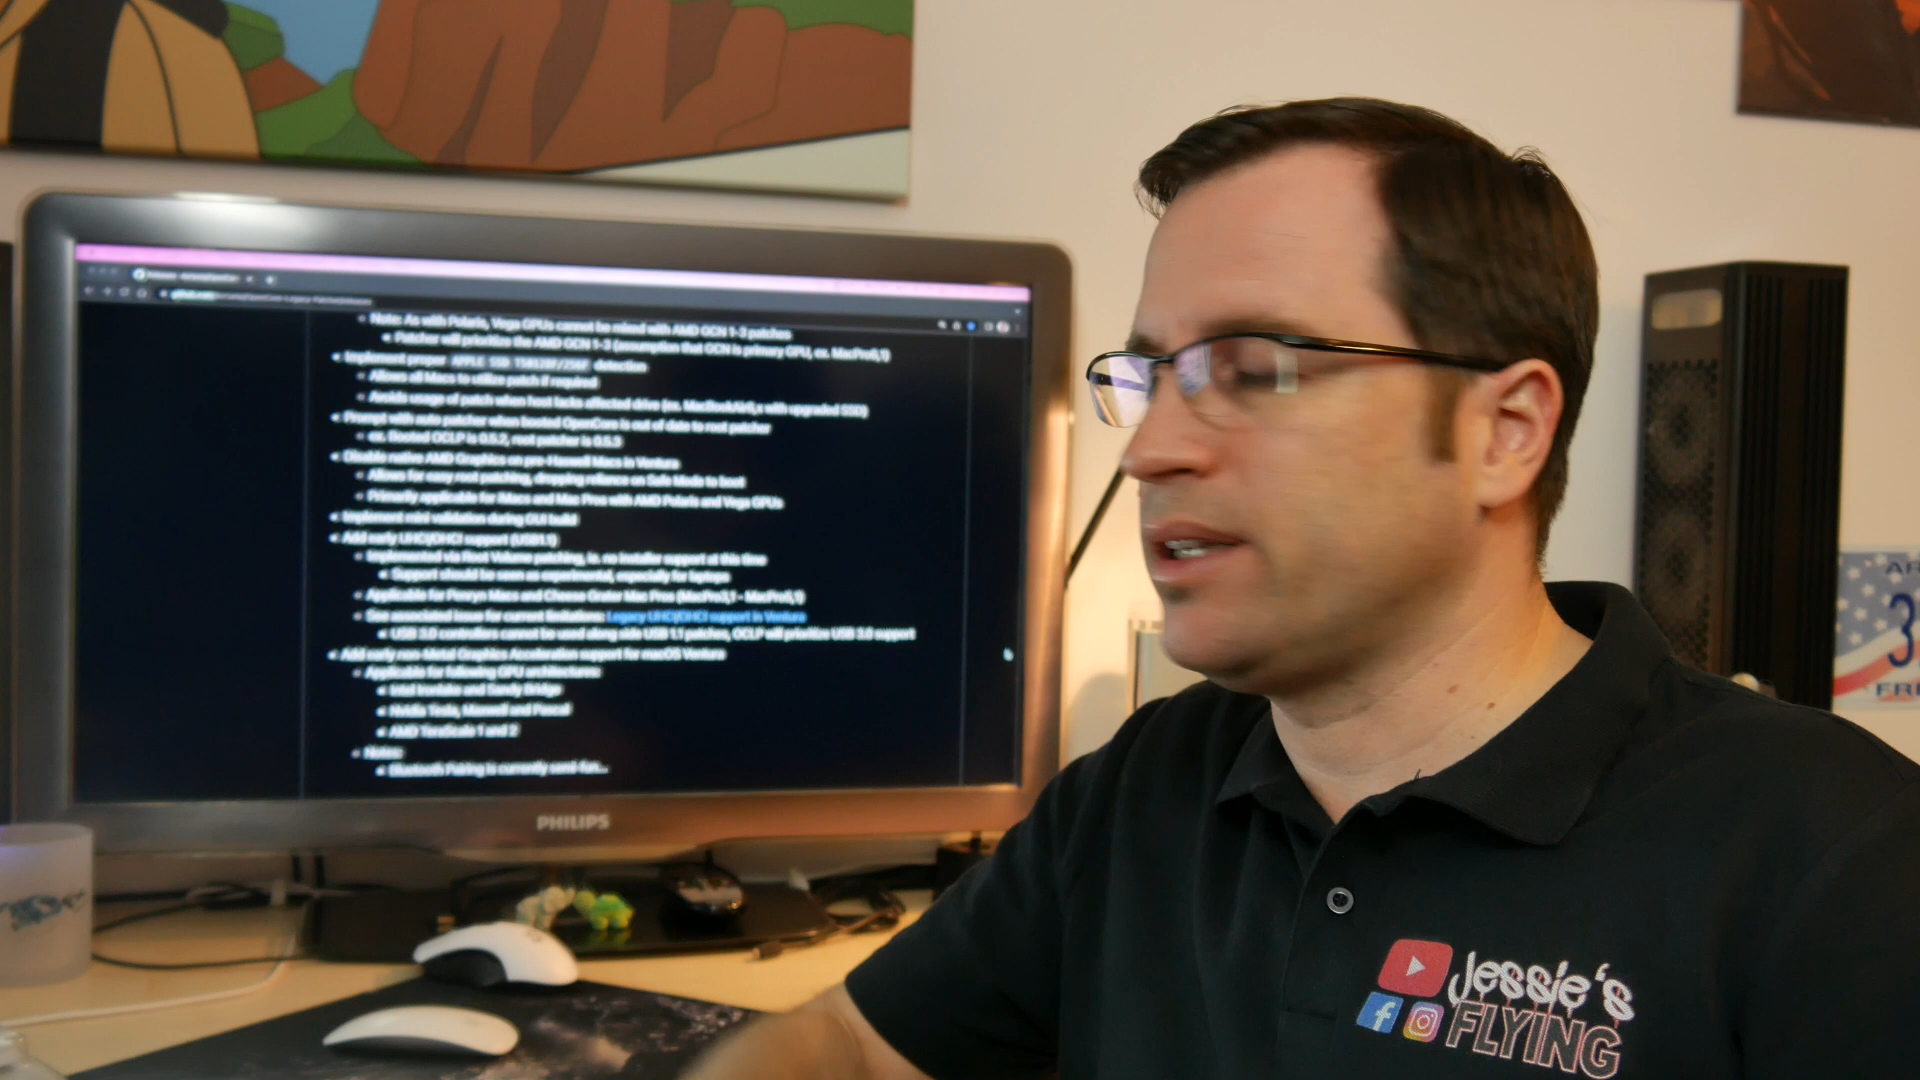 Note: As with Polaris, Vega GPUs cannot be mixed with AMD GCN 1-3 patches
Patcher will prioritize the AMD GCN 1-3 (assumption that GCN is primary GPU, ex. MacPro6,1)
Implement proper APPLE SSD TS0128F/256F detection
Allows all Macs to utilize patch if required
Avoids usage of patch when host lacks affected drive (ex. MacBookAir6,x with upgraded SSD)
Prompt with auto patcher when booted OpenCore is out of date to root patcher
ex. Booted OCLP is 0.5.2, root patcher is 0.5.3
Disable native AMD Graphics on pre-Haswell Macs in Ventura
Allows for easy root patching, dropping reliance on Safe Mode to boot
Primarily applicable for iMacs and Mac Pros with AMD Polaris and Vega GPUs
Implement mini validation during GUI build
Add early UHCI/OHCI support (USB1.1)
Implemented via Root Volume patching, ie. no installer support at this time
Support should be seen as experimental, especially for laptops
Applicable for Penryn Macs and Cheese Grater Mac Pros (MacPro3,1 - MacPro5,1)
See associated issue for current limitations: Legacy UHCI/OHCI support in Ventura
USB 3.0 controllers cannot be used along side USB 1.1 patches, OCLP will prioritize USB 3.0 support
Add early non-Metal Graphics Acceleration support for macOS Ventura
Applicable for following GPU architectures:
Intel Ironlake and Sandy Bridge
Nvidia Tesla, Maxwell and Pascal
AMD TeraScale 1 and 2
Notes:
Bluetooth Pairing is currently semi-fun...
PHILIPS
AR
3
FRE
Jessie's
FLYING